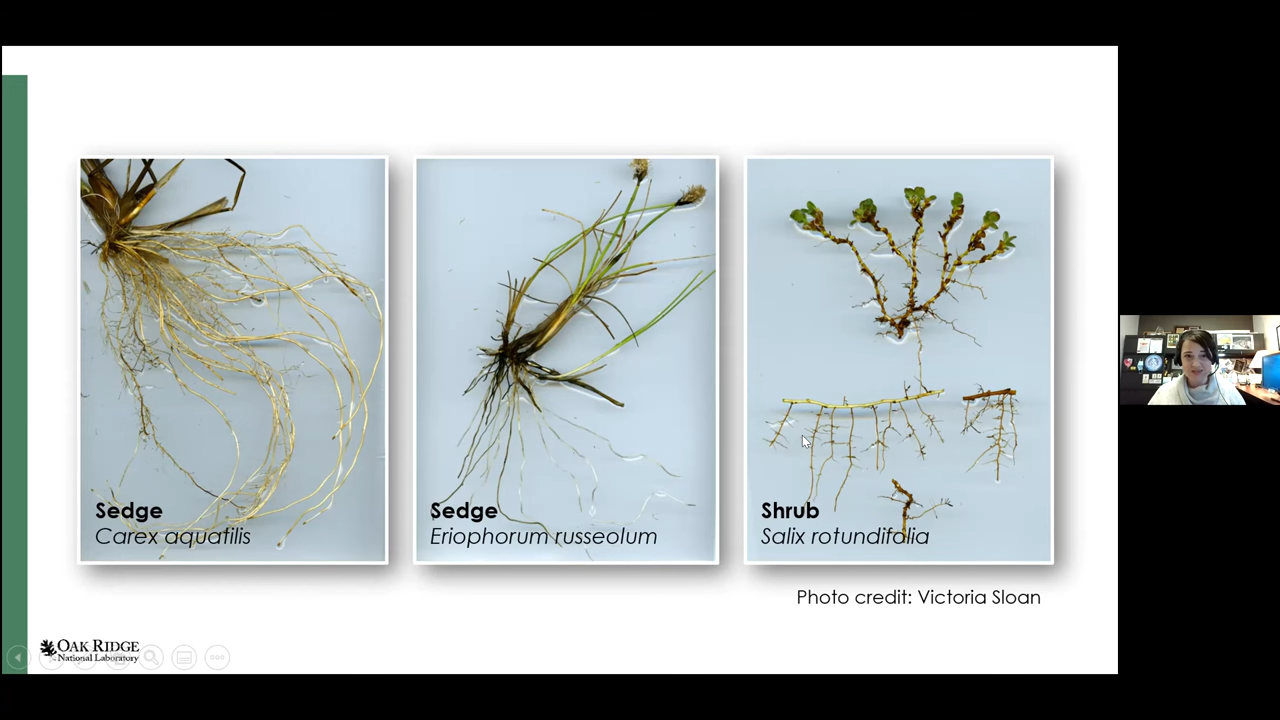 Sedge
Carex aquatilis
Sedge
Eriophorum russeolum
Shrub
Salix rotundifolia
Photo credit: Victoria Sloan
OAK RIDGE
National Laboratory